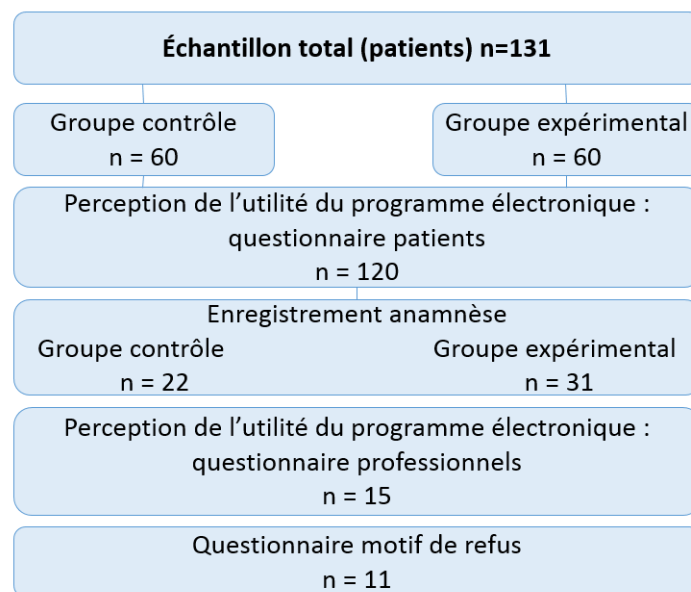 Échantillon total (patients) n=131
Groupe contrôle
n = 60
Groupe expérimental
n = 60
Perception de l’utilité du programme électronique :
questionnaire patients
n = 120
Enregistrement anamnèse
Groupe contrôle
n = 22
Groupe expérimental
n = 31
Perception de l’utilité du programme électronique :
questionnaire professionnels
n = 15
Questionnaire motif de refus
n = 11